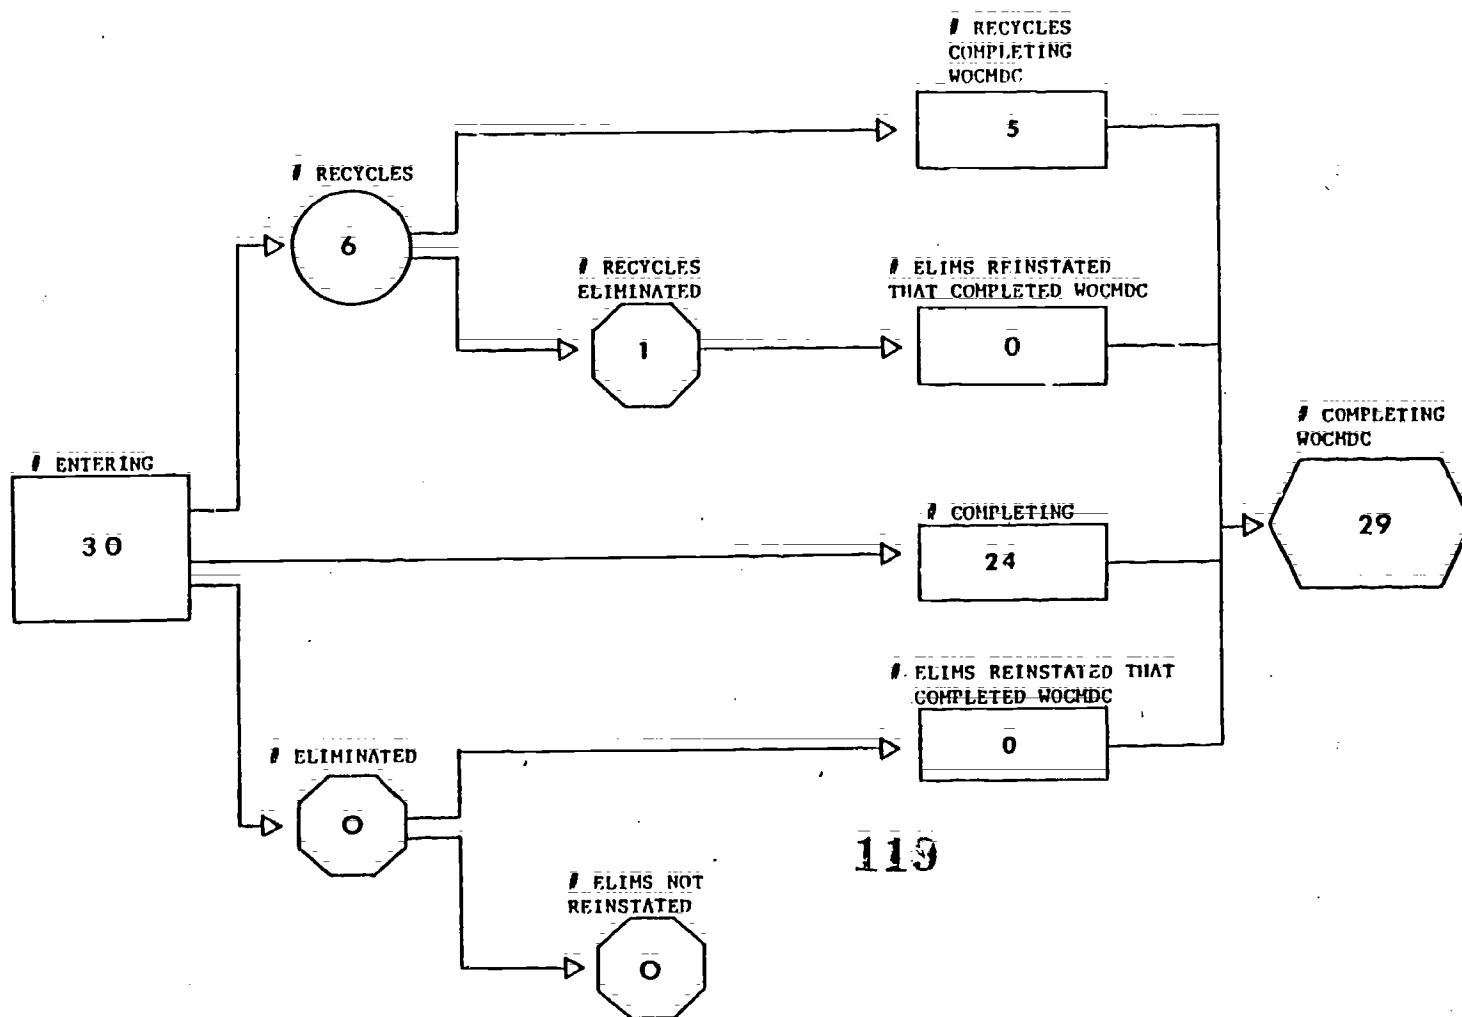 # RECYCLES
COMPLETING
WOCMDC
5
# RECYCLES
6
# RECYCLES
ELIMINATED
1
# ELIMS REINSTATED
THAT COMPLETED WOCMDC
0
# ENTERING
30
# COMPLETING
24
# COMPLETING
WOCMDC
29
# ELIMS REINSTATED THAT
COMPLETED WOCMDC
0
# ELIMINATED
0
119
# ELIMS NOT
REINSTATED
0